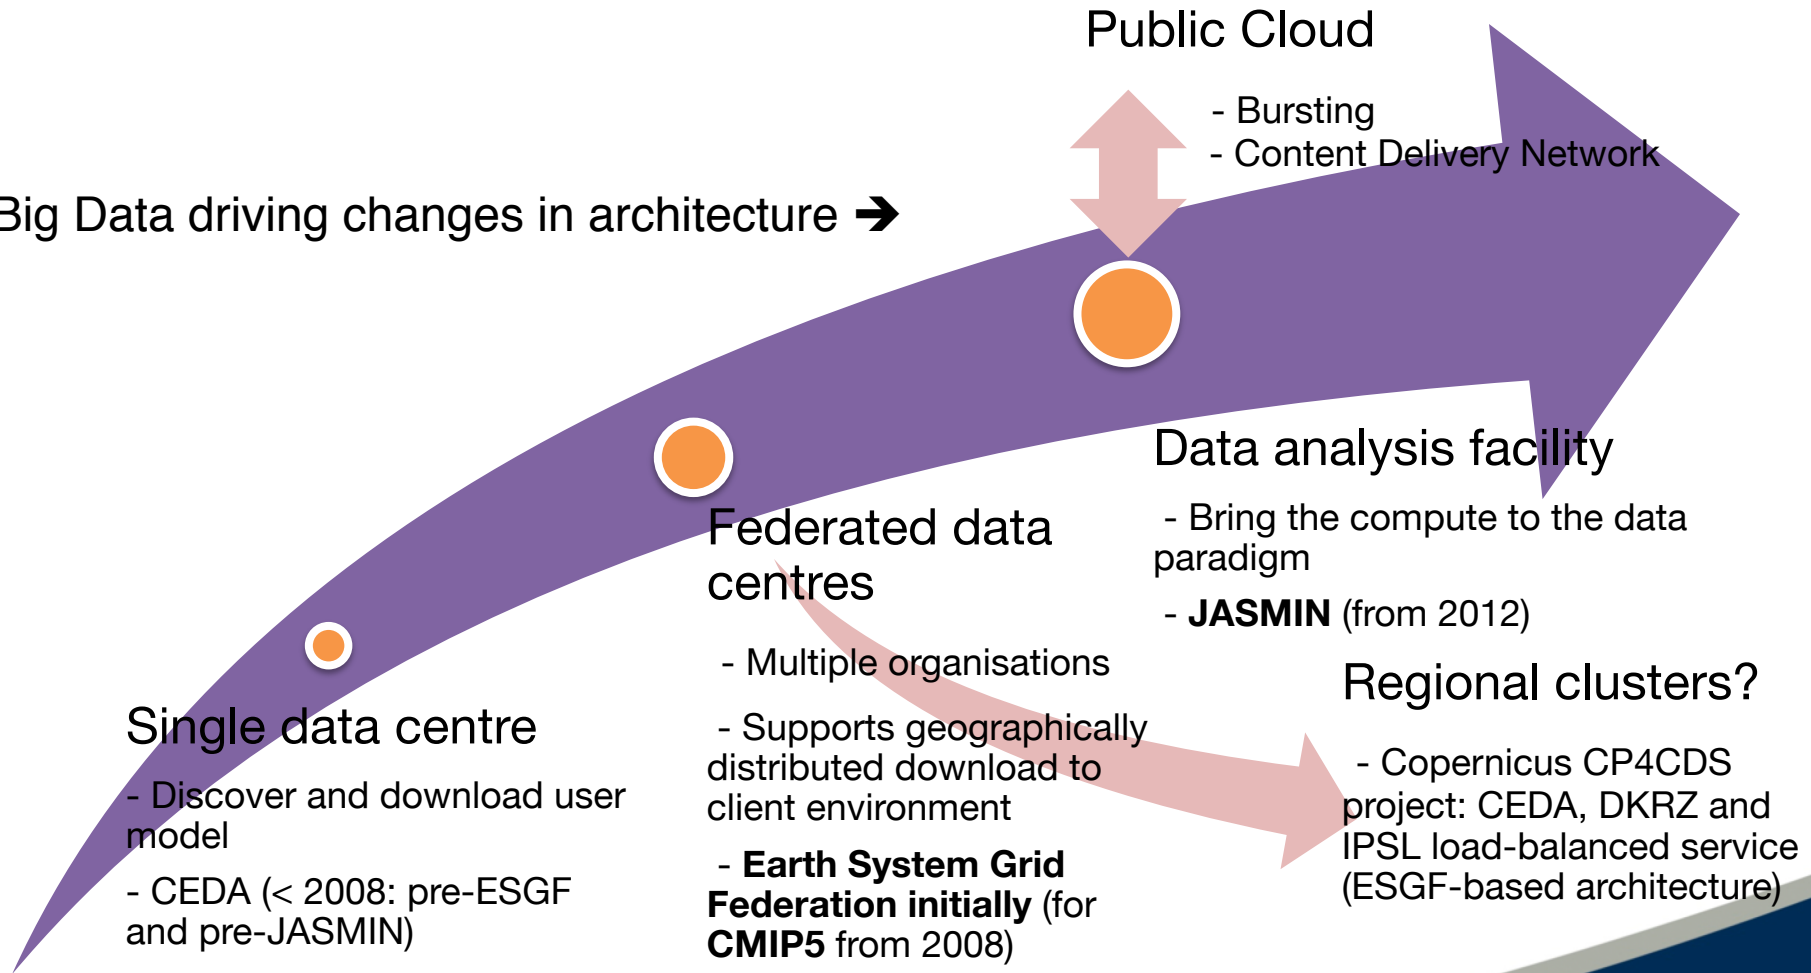 Public Cloud
- Bursting
- Content Delivery Network
Big Data driving changes in architecture ➔
Single data centre
- Discover and download user
model
- CEDA (< 2008: pre-ESGF
and pre-JASMIN)
Federated data
centres
- Multiple organisations
- Supports geographically
distributed download to
client environment
- Earth System Grid
Federation initially (for
CMIP5 from 2008)
Data analysis facility
- Bring the compute to the data
paradigm
- JASMIN (from 2012)
Regional clusters?
- Copernicus CP4CDS
project: CEDA, DKRZ and
IPSL load-balanced service
(ESGF-based architecture)